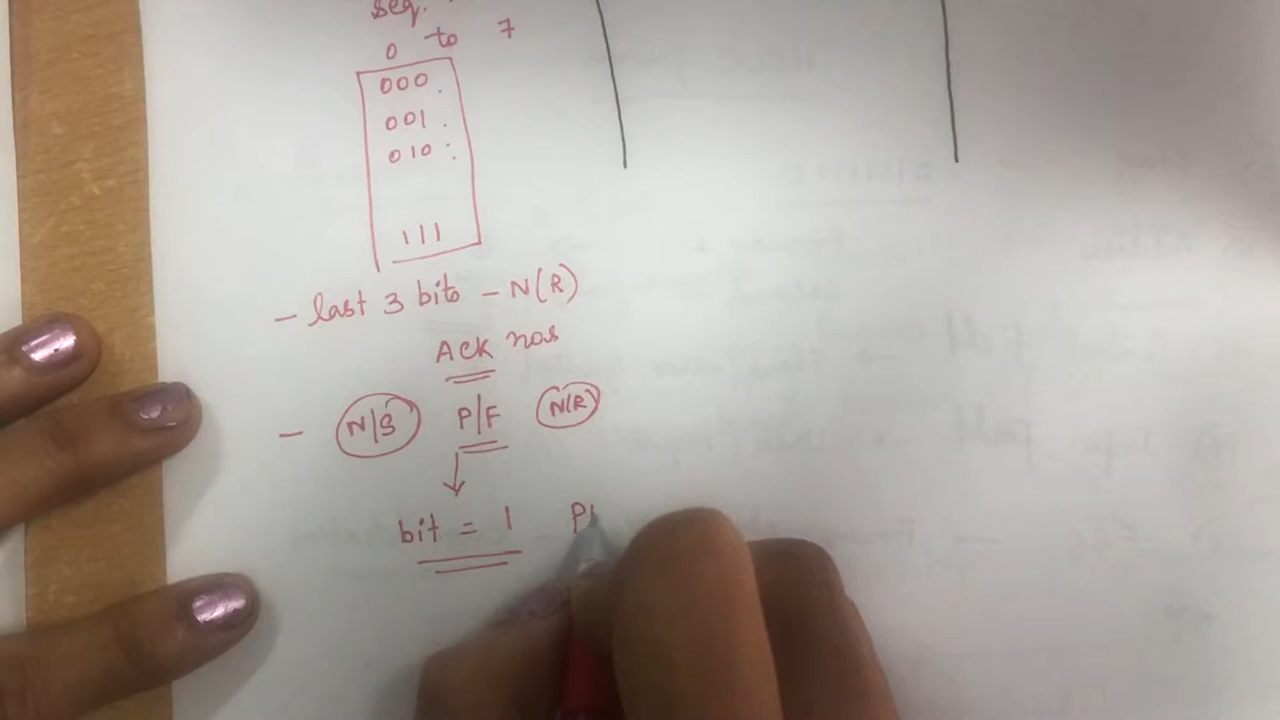 seq.
0 to 7
000.
001.
010:
111
- last 3 bits - N(R)
Ack nos
- N/S P/F N(R)
bit = 1 P